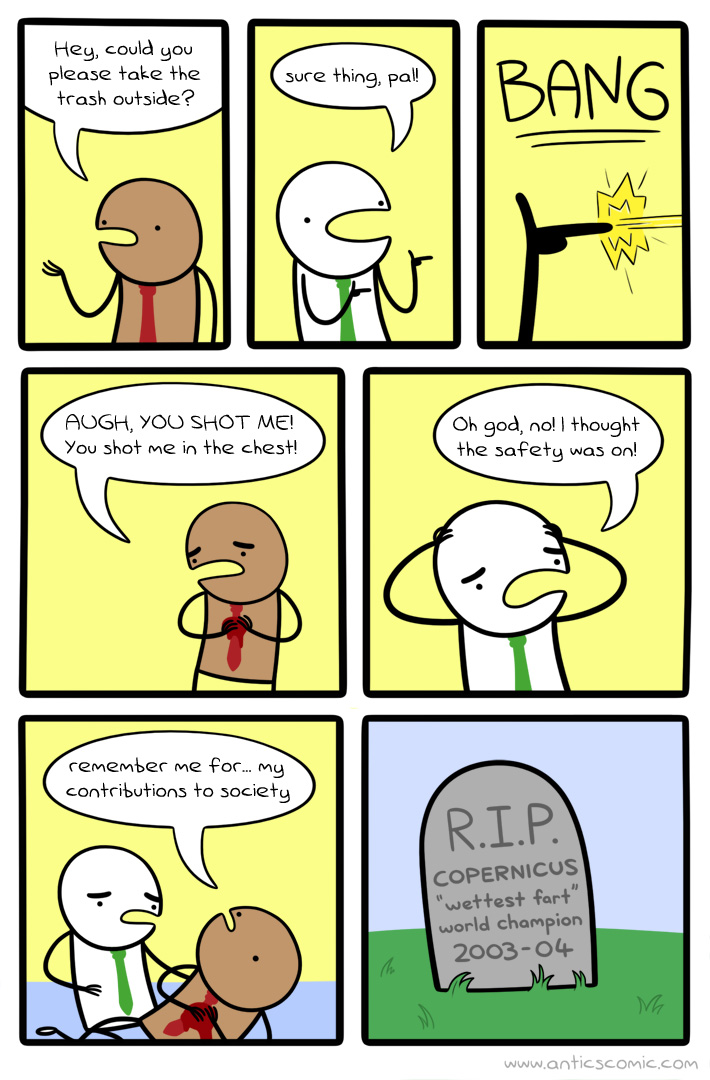 Hey, could you
please take the
trash outside?
sure thing, pal!
BANG
AUGH, YOU SHOT ME!
You shot me in the chest!
Oh god, no! I thought
the safety was on!
remember me for... my
contributions to society
R.I.P.
COPERNICUS
"wettest fart"
world champion
2003-04
www.anticscomic.com